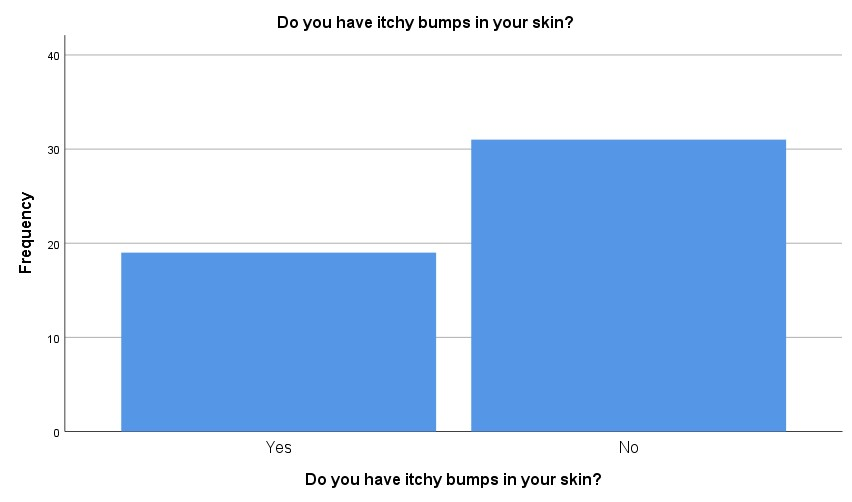 Do you have itchy bumps in your skin?
40
30
20
10
0
Frequency
Yes No
Do you have itchy bumps in your skin?